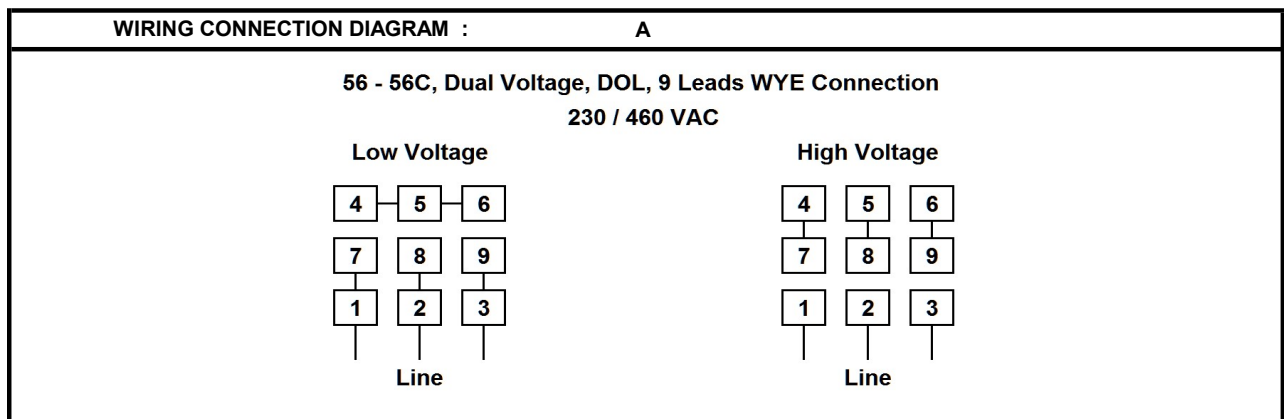 WIRING CONNECTION DIAGRAM : A
56 - 56C, Dual Voltage, DOL, 9 Leads WYE Connection
230 / 460 VAC
Low Voltage High Voltage
4 5 6 4 5 6
7 8 9 7 8 9
1 2 3 1 2 3
Line Line